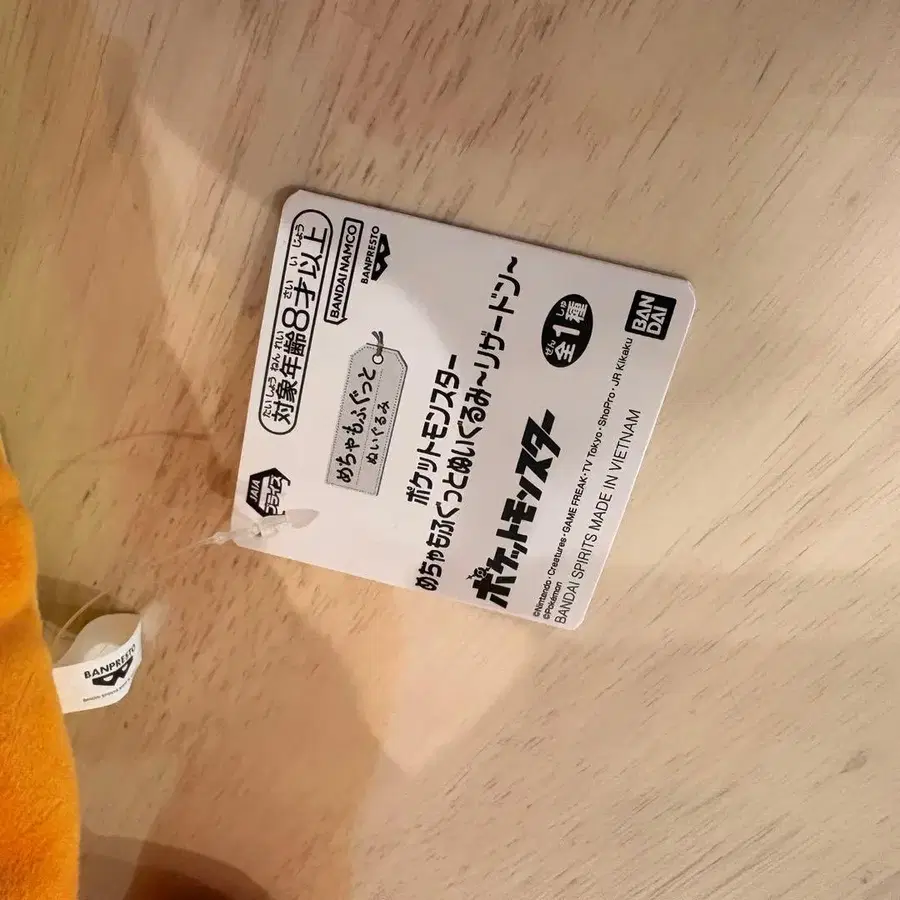 JAIA
プライズ
たいしょうねんれい さい いじょう
対象年齢8才以上
BANDAI NAMCO
BANPRESTO
めちゃもふぐっと
ぬいぐるみ
ポケットモンスター
めちゃもふぐっとぬいぐるみ～リザードン～
ポケットモンスター
ぜん しゅ
全1種
©Nintendo・Creatures・GAME FREAK・TV Tokyo・ShoPro・JR Kikaku
©Pokémon
BANDAI SPIRITS MADE IN VIETNAM
BAN
DAI
BANPRESTO